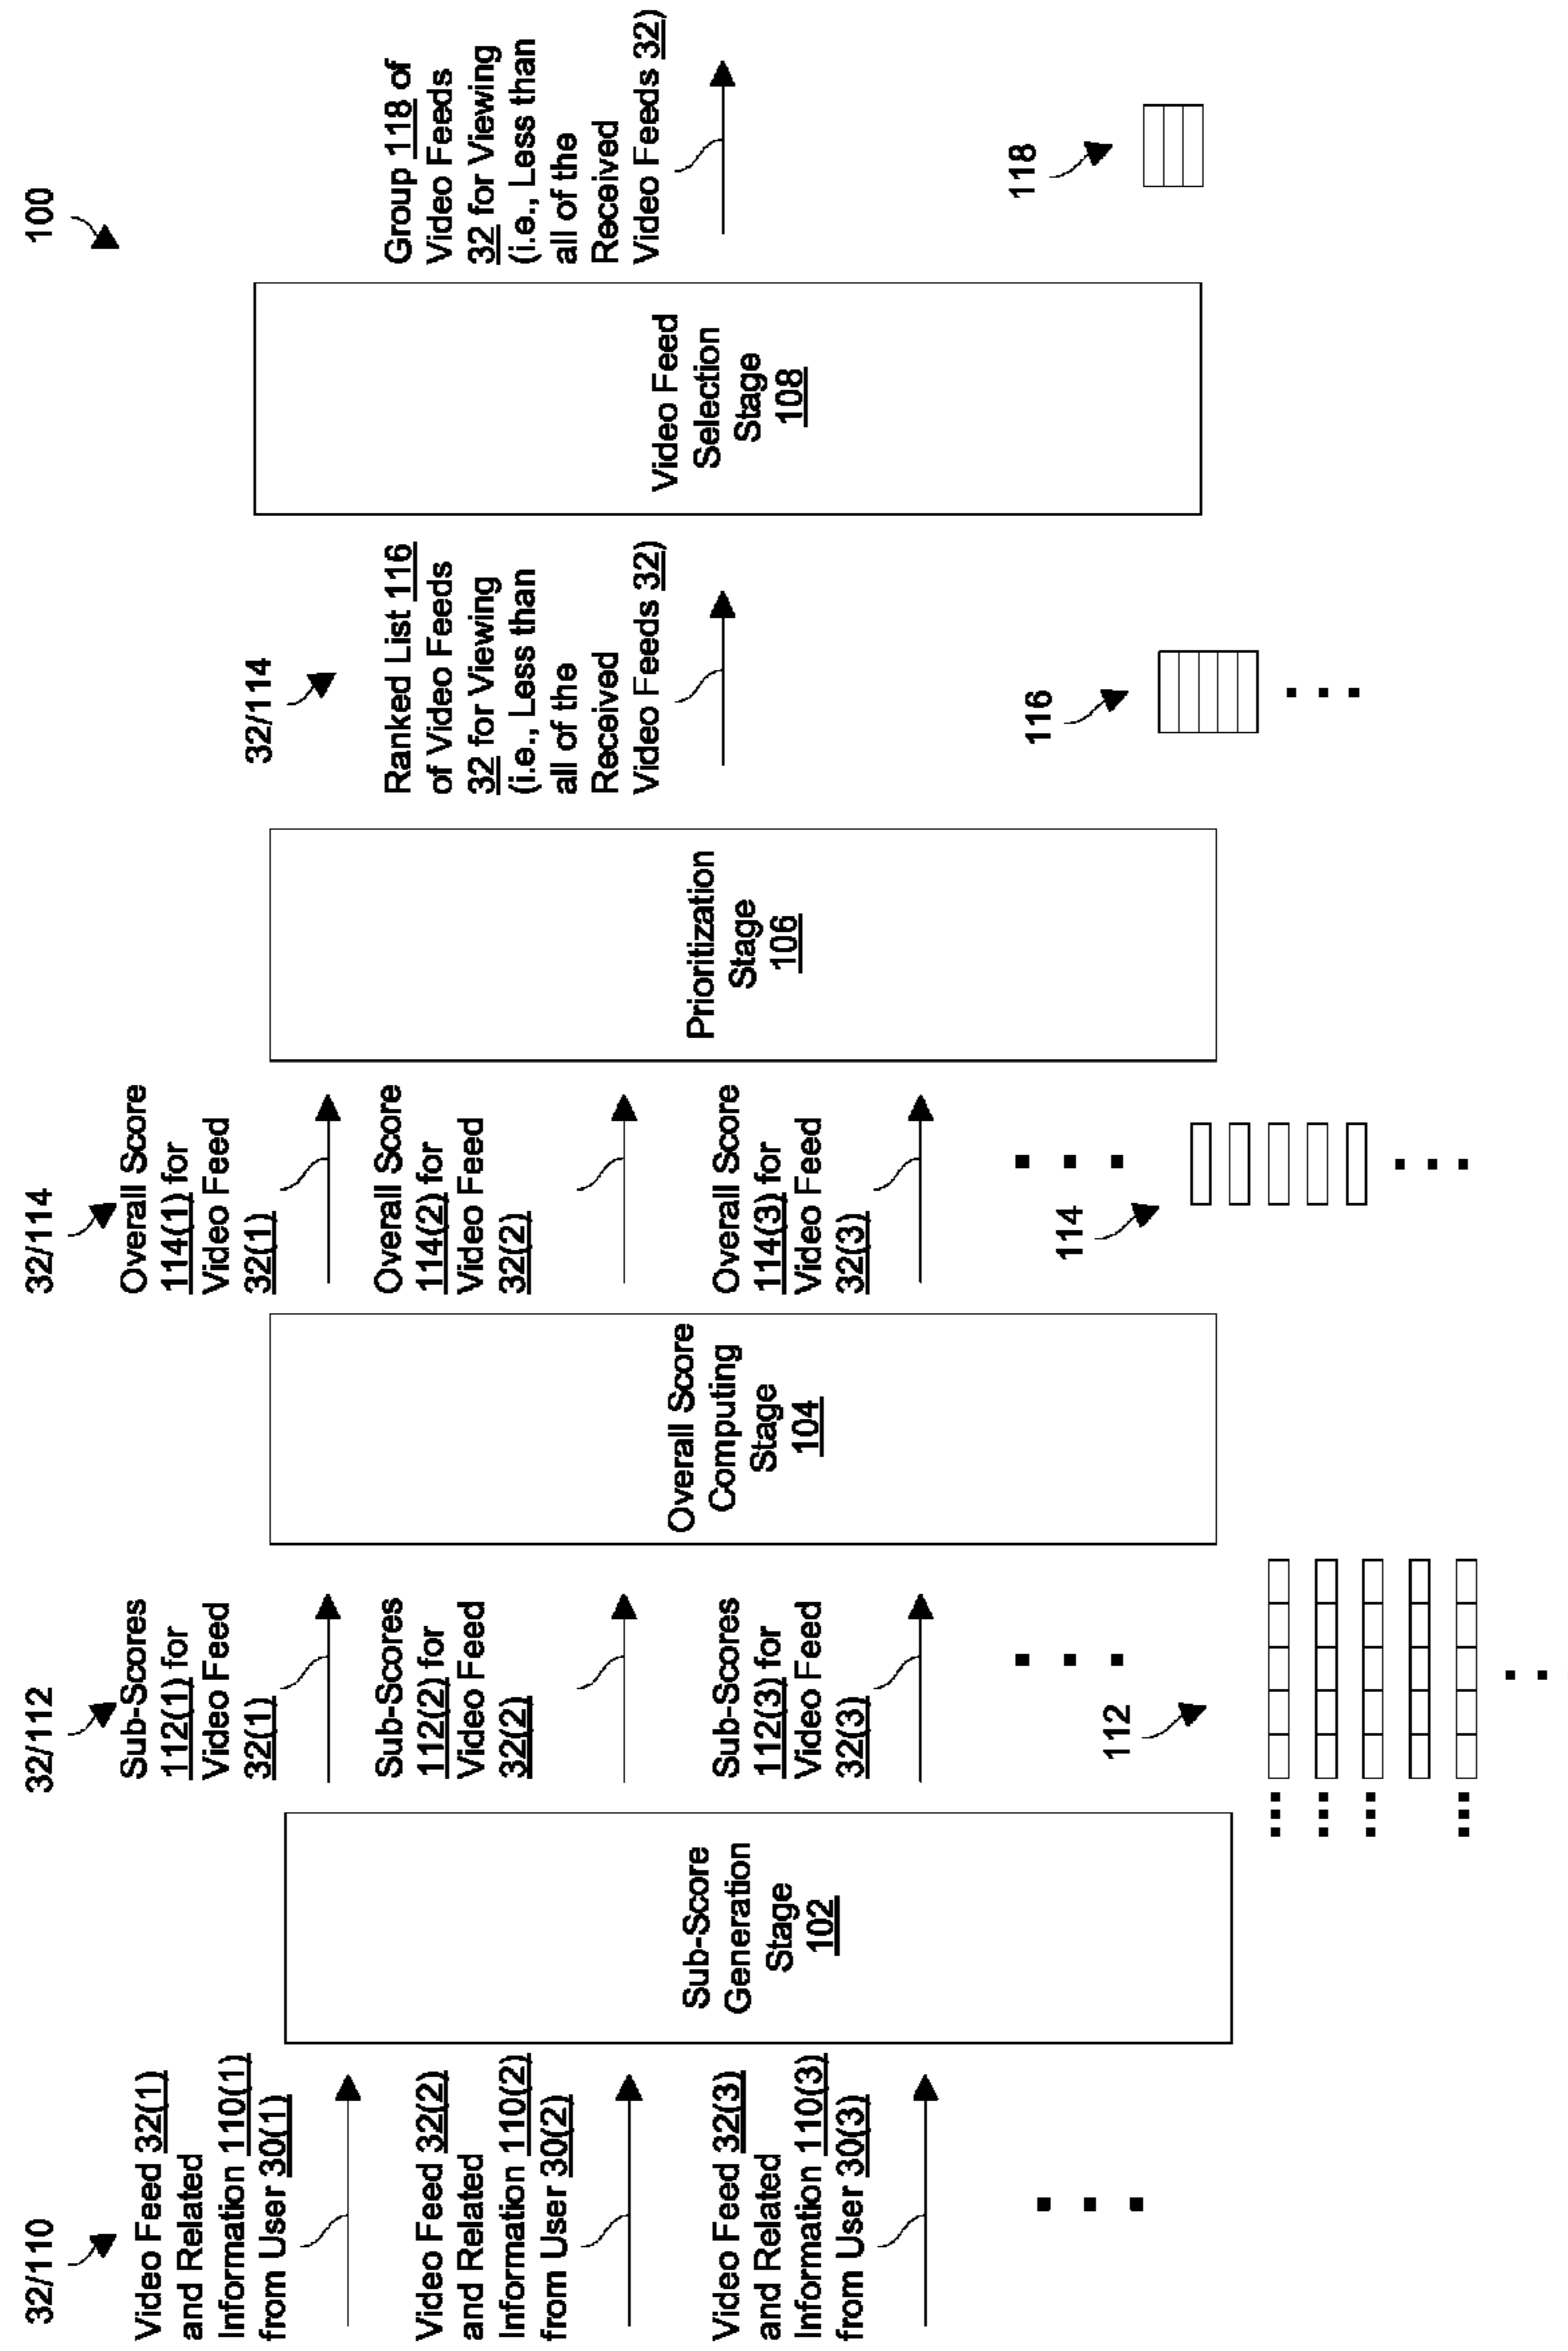 100
32/110
Video Feed 32(1)
and Related
Information 110(1)
from User 30(1)
Video Feed 32(2)
and Related
Information 110(2)
from User 30(2)
Video Feed 32(3)
and Related
Information 110(3)
from User 30(3)
Sub-Score
Generation
Stage
102
32/112
Sub-Scores
112(1) for
Video Feed
32(1)
Sub-Scores
112(2) for
Video Feed
32(2)
Sub-Scores
112(3) for
Video Feed
32(3)
112
Overall Score
Computing
Stage
104
32/114
Overall Score
114(1) for
Video Feed
32(1)
Overall Score
114(2) for
Video Feed
32(2)
Overall Score
114(3) for
Video Feed
32(3)
114
Prioritization
Stage
106
32/114
Ranked List 116
of Video Feeds
32 for Viewing
(i.e., Less than
all of the
Received
Video Feeds 32)
116
Video Feed
Selection
Stage
108
Group 118 of
Video Feeds
32 for Viewing
(i.e., Less than
all of the
Received
Video Feeds 32)
118